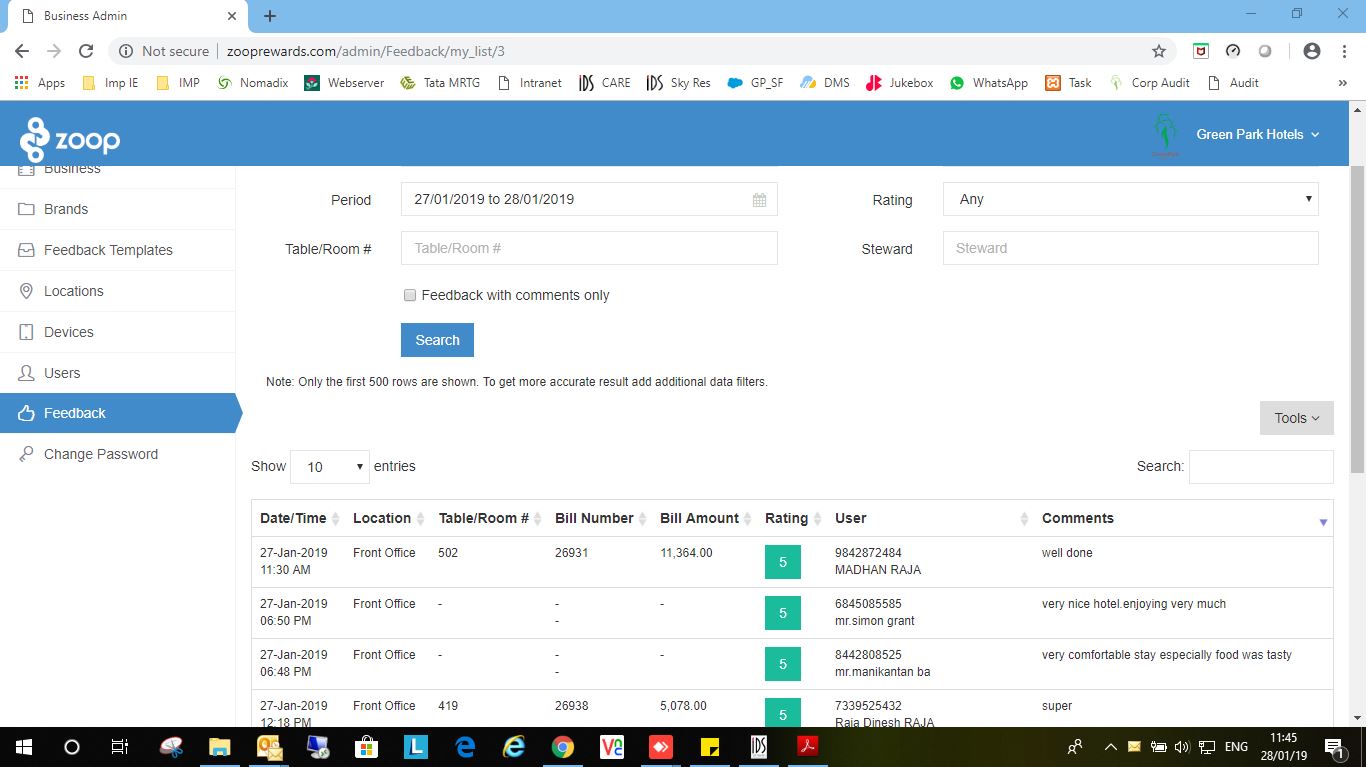 Business Admin
Not secure | zooprewards.com/admin/Feedback/my_list/3
Apps Imp IE IMP Nomadix Webserver Tata MRTG Intranet IDS CARE IDS Sky Res GP_SF DMS Jukebox WhatsApp Task Corp Audit Audit »
zoop
Green Park Hotels
Business
Brands
Feedback Templates
Locations
Devices
Users
Feedback
Change Password
Period 27/01/2019 to 28/01/2019 Rating Any
Table/Room # Table/Room # Steward Steward
Feedback with comments only
Search
Note: Only the first 500 rows are shown. To get more accurate result add additional data filters.
Tools
Show 10 entries Search:
Date/Time Location Table/Room # Bill Number Bill Amount Rating User Comments
27-Jan-2019 Front Office 502 26931 11,364.00 5 9842872484 well done
11:30 AM MADHAN RAJA
27-Jan-2019 Front Office - - - 5 6845085585 very nice hotel.enjoying very much
06:50 PM - mr.simon grant
27-Jan-2019 Front Office - - - 5 8442808525 very comfortable stay especially food was tasty
06:48 PM - mr.manikantan ba
27-Jan-2019 Front Office 419 26938 5,078.00 5 7339525432 super
12:18 PM Raja Dinesh RAJA
L IDS ENG 11:45
28/01/19 1